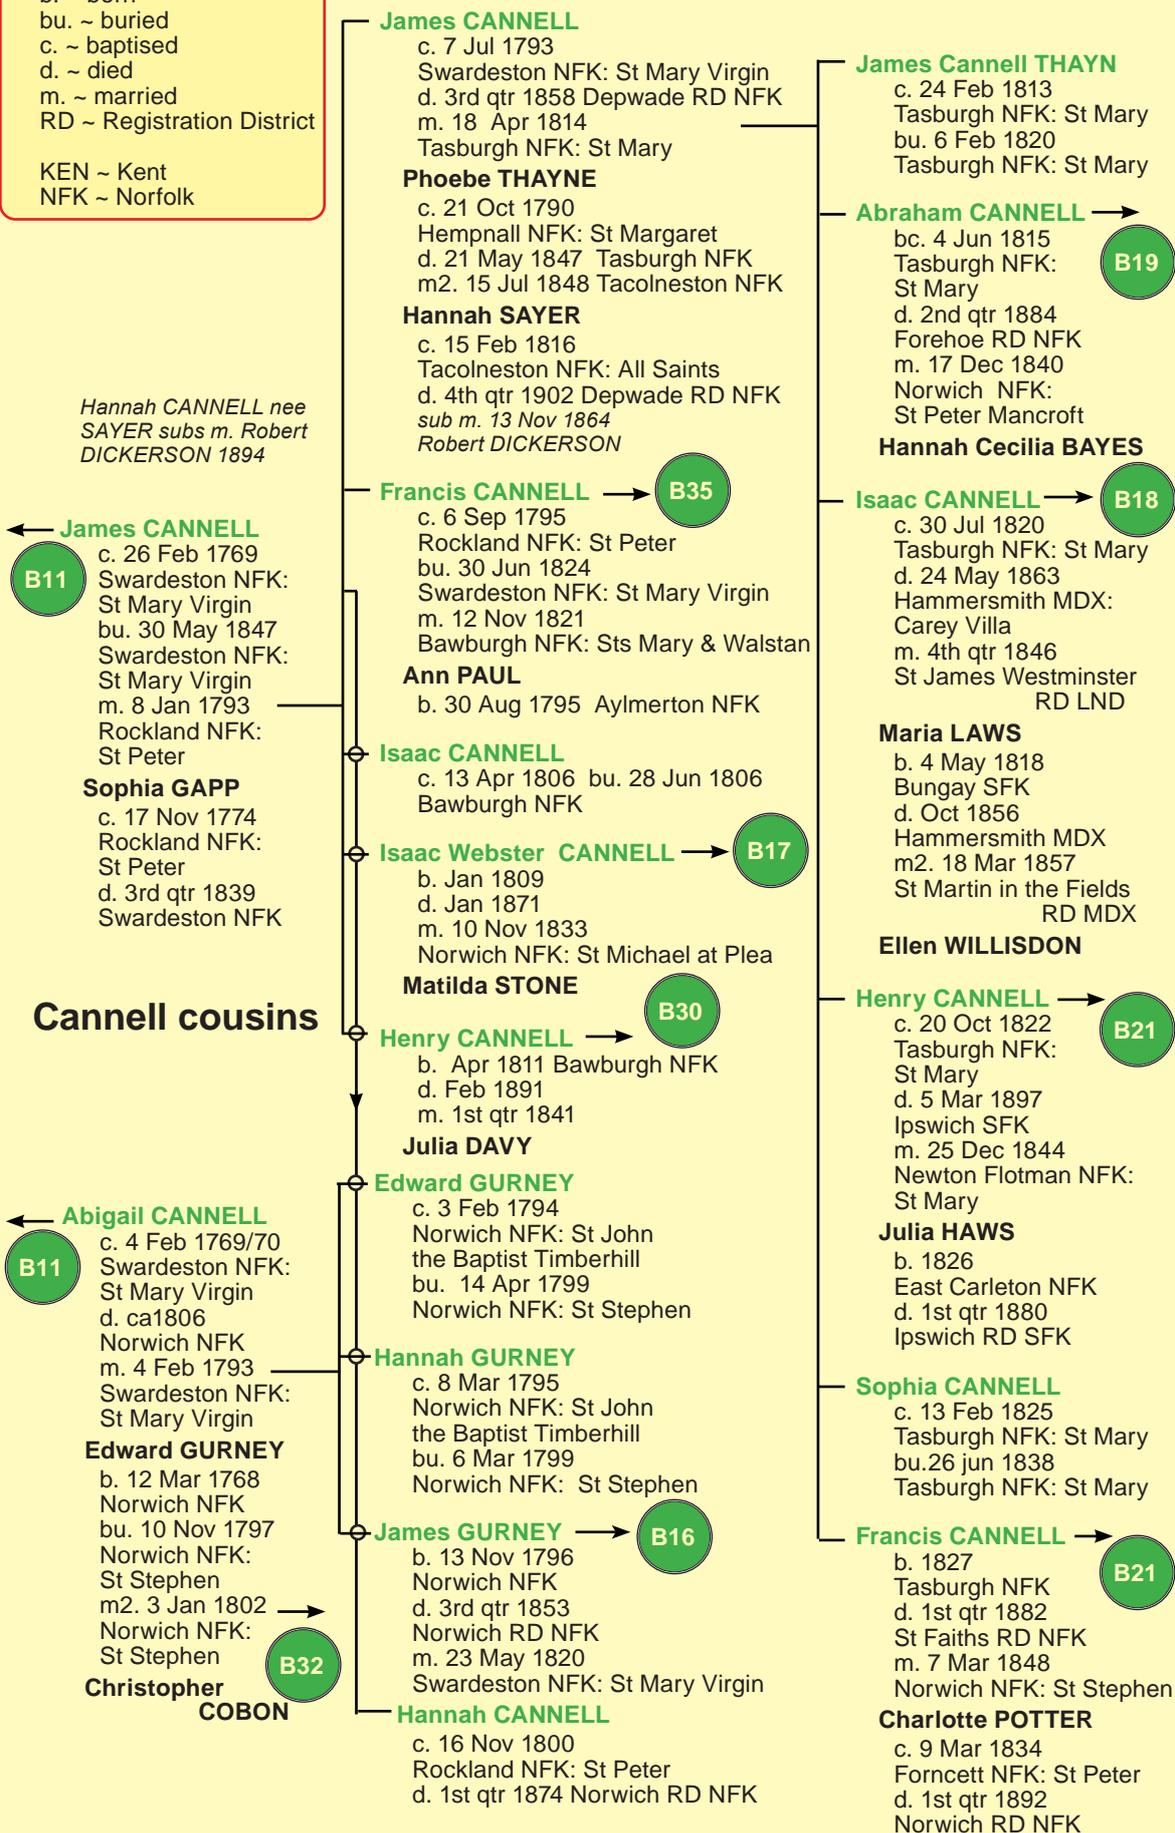 bu. ~ buried
c. ~ baptised
d. ~ died
m. ~ married
RD ~ Registration District
KEN ~ Kent
NFK ~ Norfolk
Hannah CANNELL nee
SAYER subs m. Robert
DICKERSON 1894
James CANNELL
B11
c. 26 Feb 1769
Swardeston NFK:
St Mary Virgin
bu. 30 May 1847
Swardeston NFK:
St Mary Virgin
m. 8 Jan 1793
Rockland NFK:
St Peter
Sophia GAPP
c. 17 Nov 1774
Rockland NFK:
St Peter
d. 3rd qtr 1839
Swardeston NFK
Cannell cousins
Abigail CANNELL
B11
c. 4 Feb 1769/70
Swardeston NFK:
St Mary Virgin
d. ca1806
Norwich NFK
m. 4 Feb 1793
Swardeston NFK:
St Mary Virgin
Edward GURNEY
b. 12 Mar 1768
Norwich NFK
bu. 10 Nov 1797
Norwich NFK:
St Stephen
m2. 3 Jan 1802
Norwich NFK:
St Stephen
B32
Christopher
COBON
James CANNELL
c. 7 Jul 1793
Swardeston NFK: St Mary Virgin
d. 3rd qtr 1858 Depwade RD NFK
m. 18 Apr 1814
Tasburgh NFK: St Mary
Phoebe THAYNE
c. 21 Oct 1790
Hempnall NFK: St Margaret
d. 21 May 1847 Tasburgh NFK
m2. 15 Jul 1848 Tacolneston NFK
Hannah SAYER
c. 15 Feb 1816
Tacolneston NFK: All Saints
d. 4th qtr 1902 Depwade RD NFK
sub m. 13 Nov 1864
Robert DICKERSON
Francis CANNELL
B35
c. 6 Sep 1795
Rockland NFK: St Peter
bu. 30 Jun 1824
Swardeston NFK: St Mary Virgin
m. 12 Nov 1821
Bawburgh NFK: Sts Mary & Walstan
Ann PAUL
b. 30 Aug 1795 Aylmerton NFK
Isaac CANNELL
c. 13 Apr 1806 bu. 28 Jun 1806
Bawburgh NFK
Isaac Webster CANNELL
B17
b. Jan 1809
d. Jan 1871
m. 10 Nov 1833
Norwich NFK: St Michael at Plea
Matilda STONE
Henry CANNELL
B30
b. Apr 1811 Bawburgh NFK
d. Feb 1891
m. 1st qtr 1841
Julia DAVY
Edward GURNEY
c. 3 Feb 1794
Norwich NFK: St John
the Baptist Timberhill
bu. 14 Apr 1799
Norwich NFK: St Stephen
Hannah GURNEY
c. 8 Mar 1795
Norwich NFK: St John
the Baptist Timberhill
bu. 6 Mar 1799
Norwich NFK: St Stephen
James GURNEY
B16
b. 13 Nov 1796
Norwich NFK
d. 3rd qtr 1853
Norwich RD NFK
m. 23 May 1820
Swardeston NFK: St Mary Virgin
Hannah CANNELL
c. 16 Nov 1800
Rockland NFK: St Peter
d. 1st qtr 1874 Norwich RD NFK
James Cannell THAYN
c. 24 Feb 1813
Tasburgh NFK: St Mary
bu. 6 Feb 1820
Tasburgh NFK: St Mary
Abraham CANNELL
B19
bc. 4 Jun 1815
Tasburgh NFK:
St Mary
d. 2nd qtr 1884
Forehoe RD NFK
m. 17 Dec 1840
Norwich NFK:
St Peter Mancroft
Hannah Cecilia BAYES
Isaac CANNELL
B18
c. 30 Jul 1820
Tasburgh NFK: St Mary
d. 24 May 1863
Hammersmith MDX:
Carey Villa
m. 4th qtr 1846
St James Westminster
RD LND
Maria LAWS
b. 4 May 1818
Bungay SFK
d. Oct 1856
Hammersmith MDX
m2. 18 Mar 1857
St Martin in the Fields
RD MDX
Ellen WILLISDON
Henry CANNELL
B21
c. 20 Oct 1822
Tasburgh NFK:
St Mary
d. 5 Mar 1897
Ipswich SFK
m. 25 Dec 1844
Newton Flotman NFK:
St Mary
Julia HAWS
b. 1826
East Carleton NFK
d. 1st qtr 1880
Ipswich RD SFK
Sophia CANNELL
c. 13 Feb 1825
Tasburgh NFK: St Mary
bu.26 jun 1838
Tasburgh NFK: St Mary
Francis CANNELL
B21
b. 1827
Tasburgh NFK
d. 1st qtr 1882
St Faiths RD NFK
m. 7 Mar 1848
Norwich NFK: St Stephen
Charlotte POTTER
c. 9 Mar 1834
Forncett NFK: St Peter
d. 1st qtr 1892
Norwich RD NFK